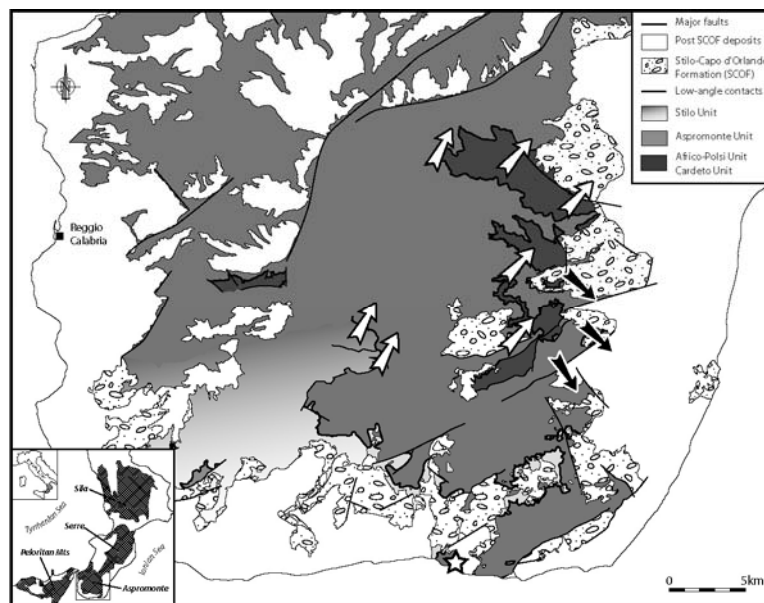 Major faults
Post SCOF deposits
Stilo-Capo d'Orlando
Formation (SCOF)
Low-angle contacts
Stilo Unit
Aspromonte Unit
Africo-Polsi Unit
Cardeto Unit
N
Reggio
Calabria
Sila
Tyrrhenian Sea
Serre
Ionian Sea
Peloritan Mts
Aspromonte
0 5km